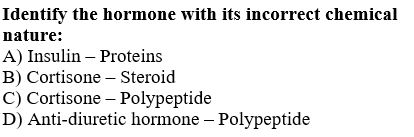 Identify the hormone with its incorrect chemical
nature:
A) Insulin – Proteins
B) Cortisone – Steroid
C) Cortisone – Polypeptide
D) Anti-diuretic hormone – Polypeptide